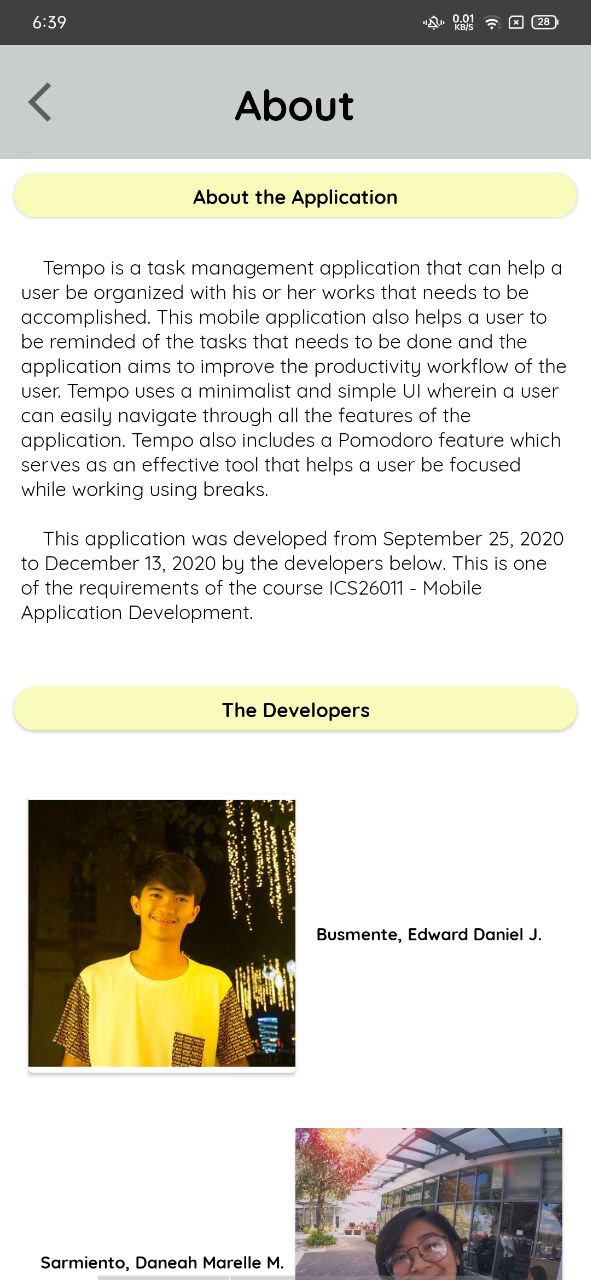 6:39
0.01
KB/S
28
About
About the Application
Tempo is a task management application that can help a
user be organized with his or her works that needs to be
accomplished. This mobile application also helps a user to
be reminded of the tasks that needs to be done and the
application aims to improve the productivity workflow of the
user. Tempo uses a minimalist and simple UI wherein a user
can easily navigate through all the features of the
application. Tempo also includes a Pomodoro feature which
serves as an effective tool that helps a user be focused
while working using breaks.
This application was developed from September 25, 2020
to December 13, 2020 by the developers below. This is one
of the requirements of the course ICS26011 - Mobile
Application Development.
The Developers
Busmente, Edward Daniel J.
Sarmiento, Daneah Marelle M.